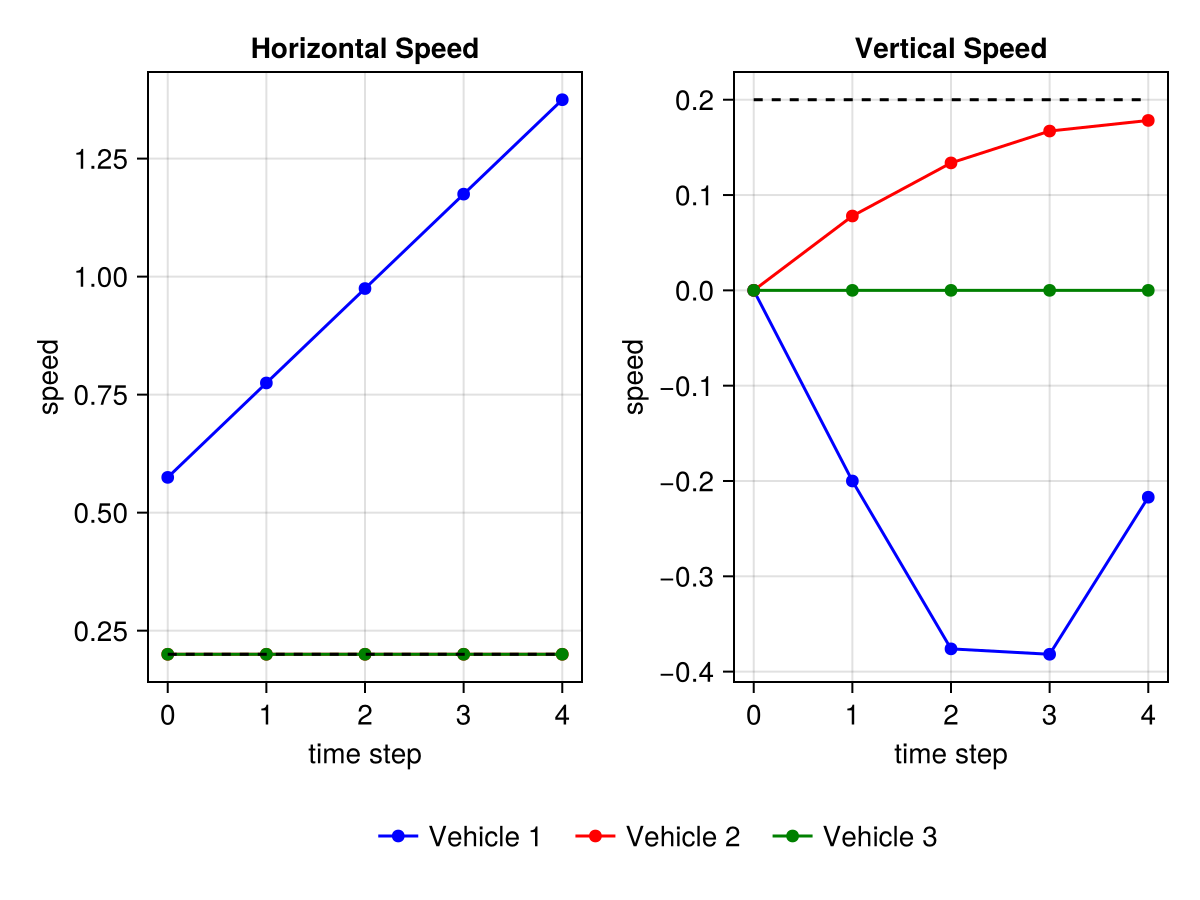 Horizontal Speed
1.25
1.00
0.75
0.50
0.25
speed
0 1 2 3 4
time step
Vertical Speed
0.2
0.1
0.0
−0.1
−0.2
−0.3
−0.4
speed
0 1 2 3 4
time step
Vehicle 1 Vehicle 2 Vehicle 3